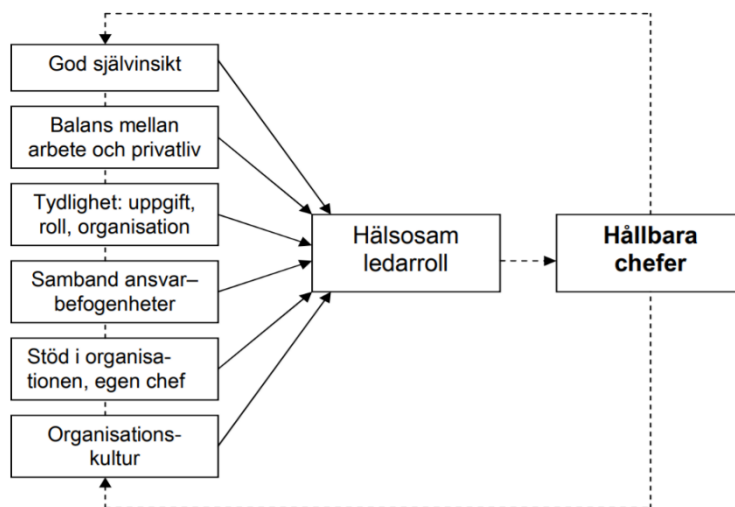 God självinsikt
Balans mellan
arbete och privatliv
Tydlighet: uppgift,
roll, organisation
Samband ansvar–
befogenheter
Stöd i organisa-
tionen, egen chef
Organisations-
kultur
Hälsosam
ledarroll
Hållbara
chefer